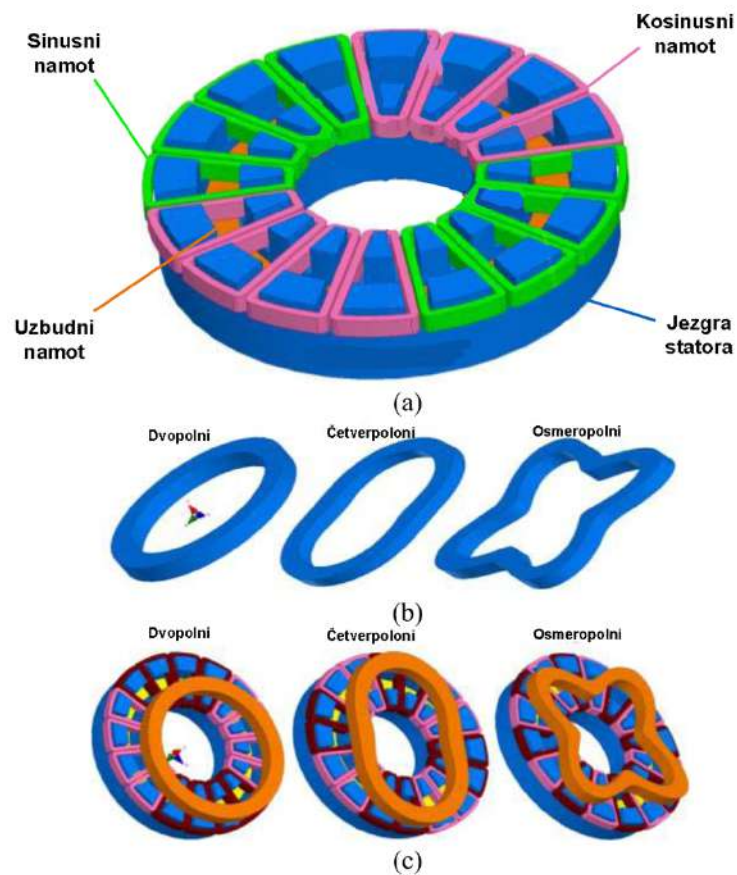 Sinusni
namot
Kosinusni
namot
Uzbudni
namot
Jezgra
statora
(a)
Dvopolni
Četverpoloni
Osmeropolni
(b)
Dvopolni
Četverpoloni
Osmeropolni
(c)